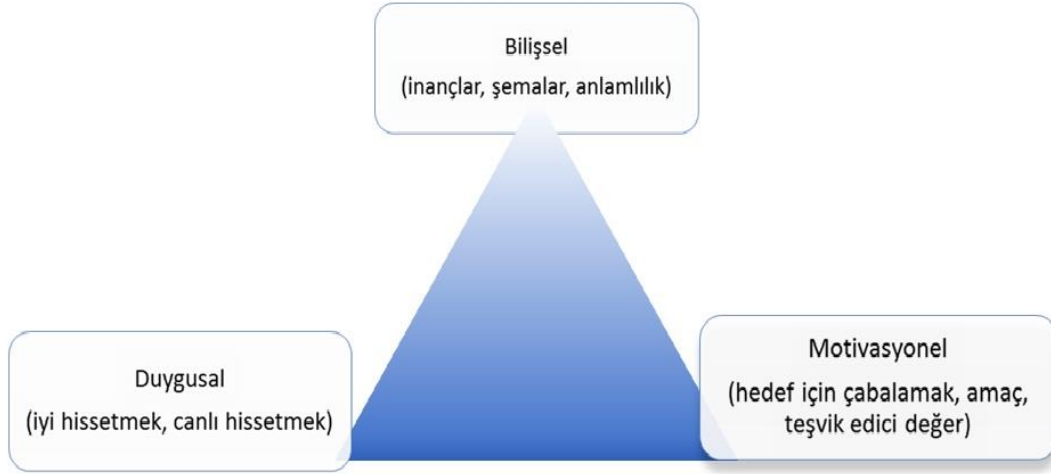 Bilişsel
(inançlar, şemalar, anlamlılık)
Duygusal
(iyi hissetmek, canlı hissetmek)
Motivasyonel
(hedef için çabalamak, amaç,
teşvik edici değer)